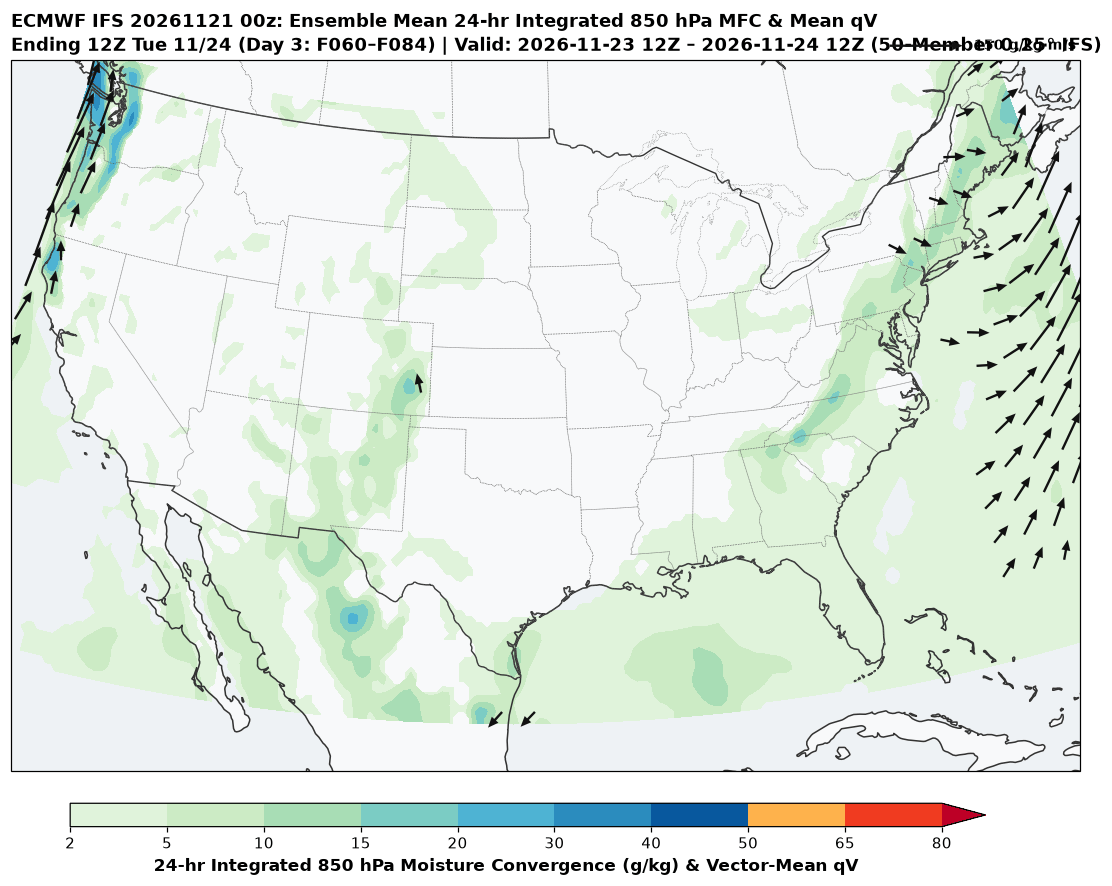 ECMWF IFS 20261121 00z: Ensemble Mean 24-hr Integrated 850 hPa MFC & Mean qV
Ending 12Z Tue 11/24 (Day 3: F060–F084) | Valid: 2026-11-23 12Z – 2026-11-24 12Z (50-Member 0.25° IFS)
150 g/kg·m/s
2 5 10 15 20 30 40 50 65 80
24-hr Integrated 850 hPa Moisture Convergence (g/kg) & Vector-Mean qV